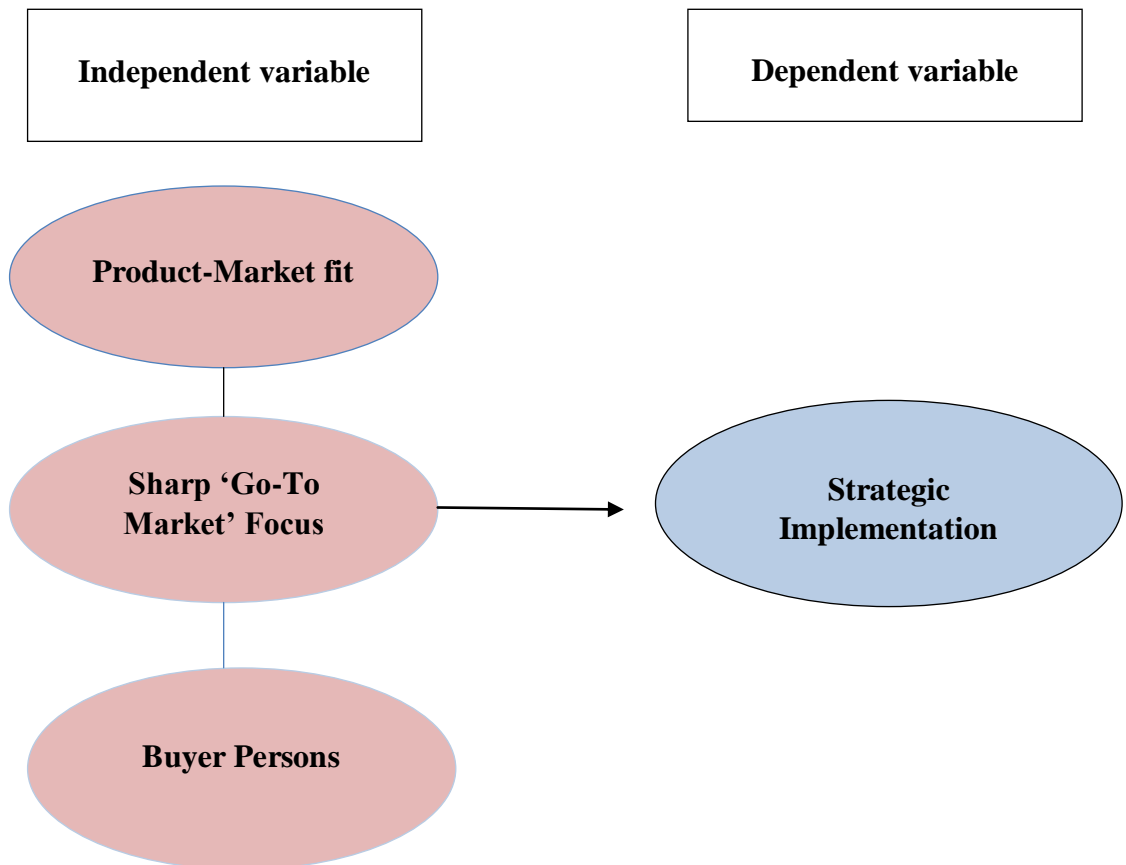 Independent variable
Dependent variable
Product-Market fit
Sharp ‘Go-To
Market’ Focus
Strategic
Implementation
Buyer Persons